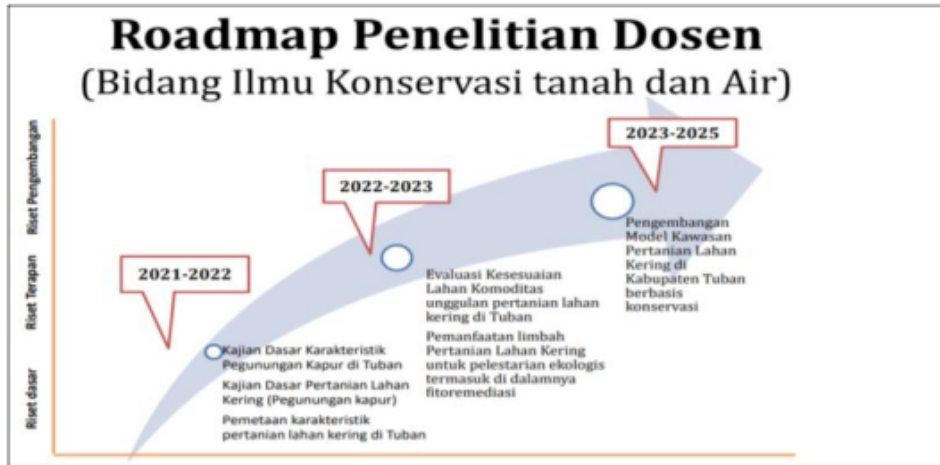 Roadmap Penelitian Dosen
(Bidang Ilmu Konservasi tanah dan Air)
Riset Pengembangan
Riset Terapan
Riset dasar
2021-2022
Kajian Dasar Karakteristik
Pegunungan Kapur di Tuban
Kajian Dasar Pertanian Lahan
Kering (Pegunungan kapur)
Pemetaan karakteristik
pertanian lahan kering di Tuban
2022-2023
Evaluasi Kesesuaian
Lahan Komoditas
unggulan pertanian lahan
kering di Tuban
Pemanfaatan limbah
Pertanian Lahan Kering
untuk pelestarian ekologis
termasuk di dalamnya
fitoremediasi
2023-2025
Pengembangan
Model Kawasan
Pertanian Lahan
Kering di
Kabupaten Tuban
berbasis
konservasi